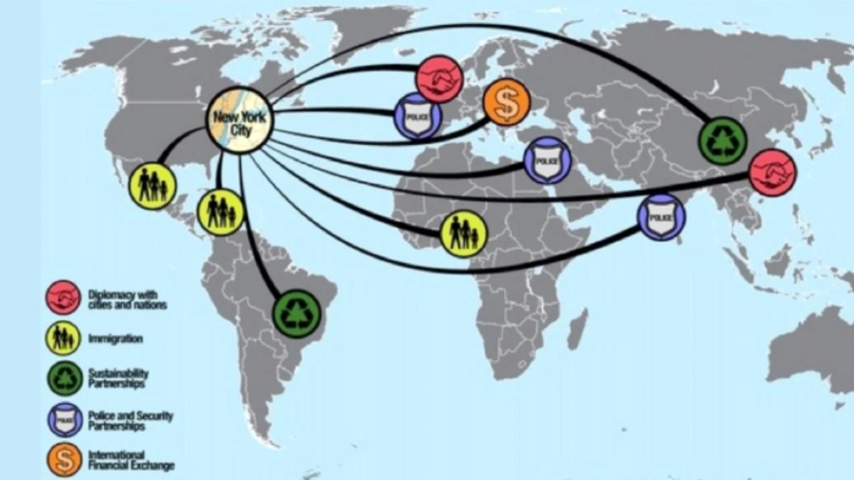 New York
City
POLICE
POLICE
POLICE
Diplomacy with
cities and nations
Immigration
Sustainability
Partnerships
POLICE
Police and Security
Partnerships
$
International
Financial Exchange
$